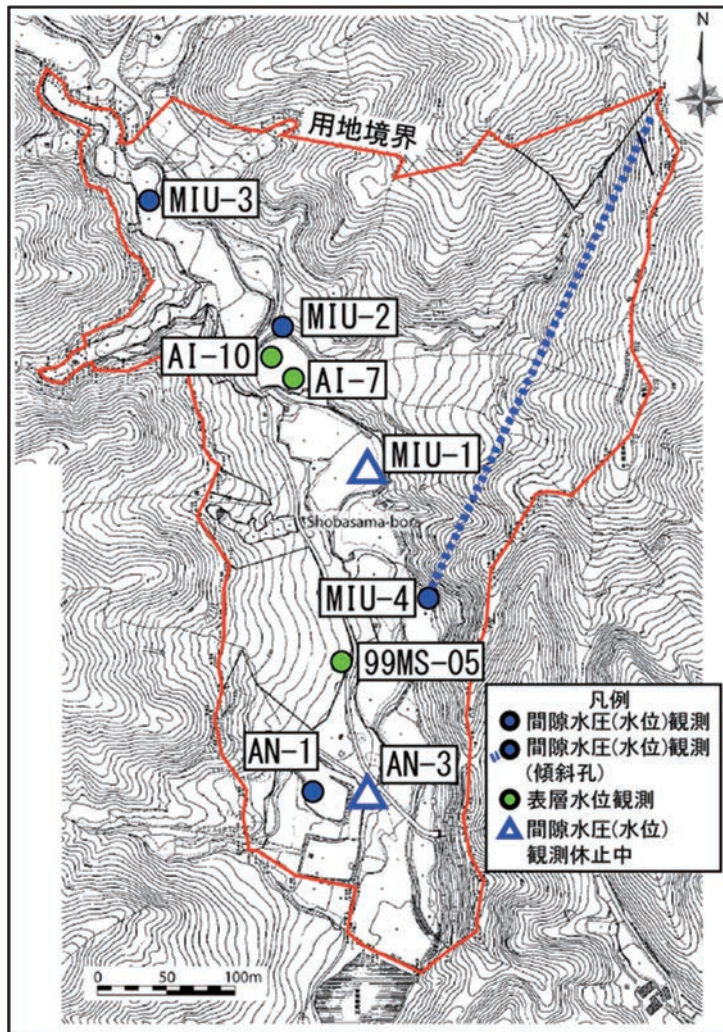 N
用地境界
MIU-3
MIU-2
AI-10
AI-7
MIU-1
Shobasama-bora
MIU-4
99MS-05
AN-1
AN-3
凡例
間隙水圧(水位)観測
間隙水圧(水位)観測
(傾斜孔)
表層水位観測
間隙水圧(水位)
観測休止中
0 50 100m